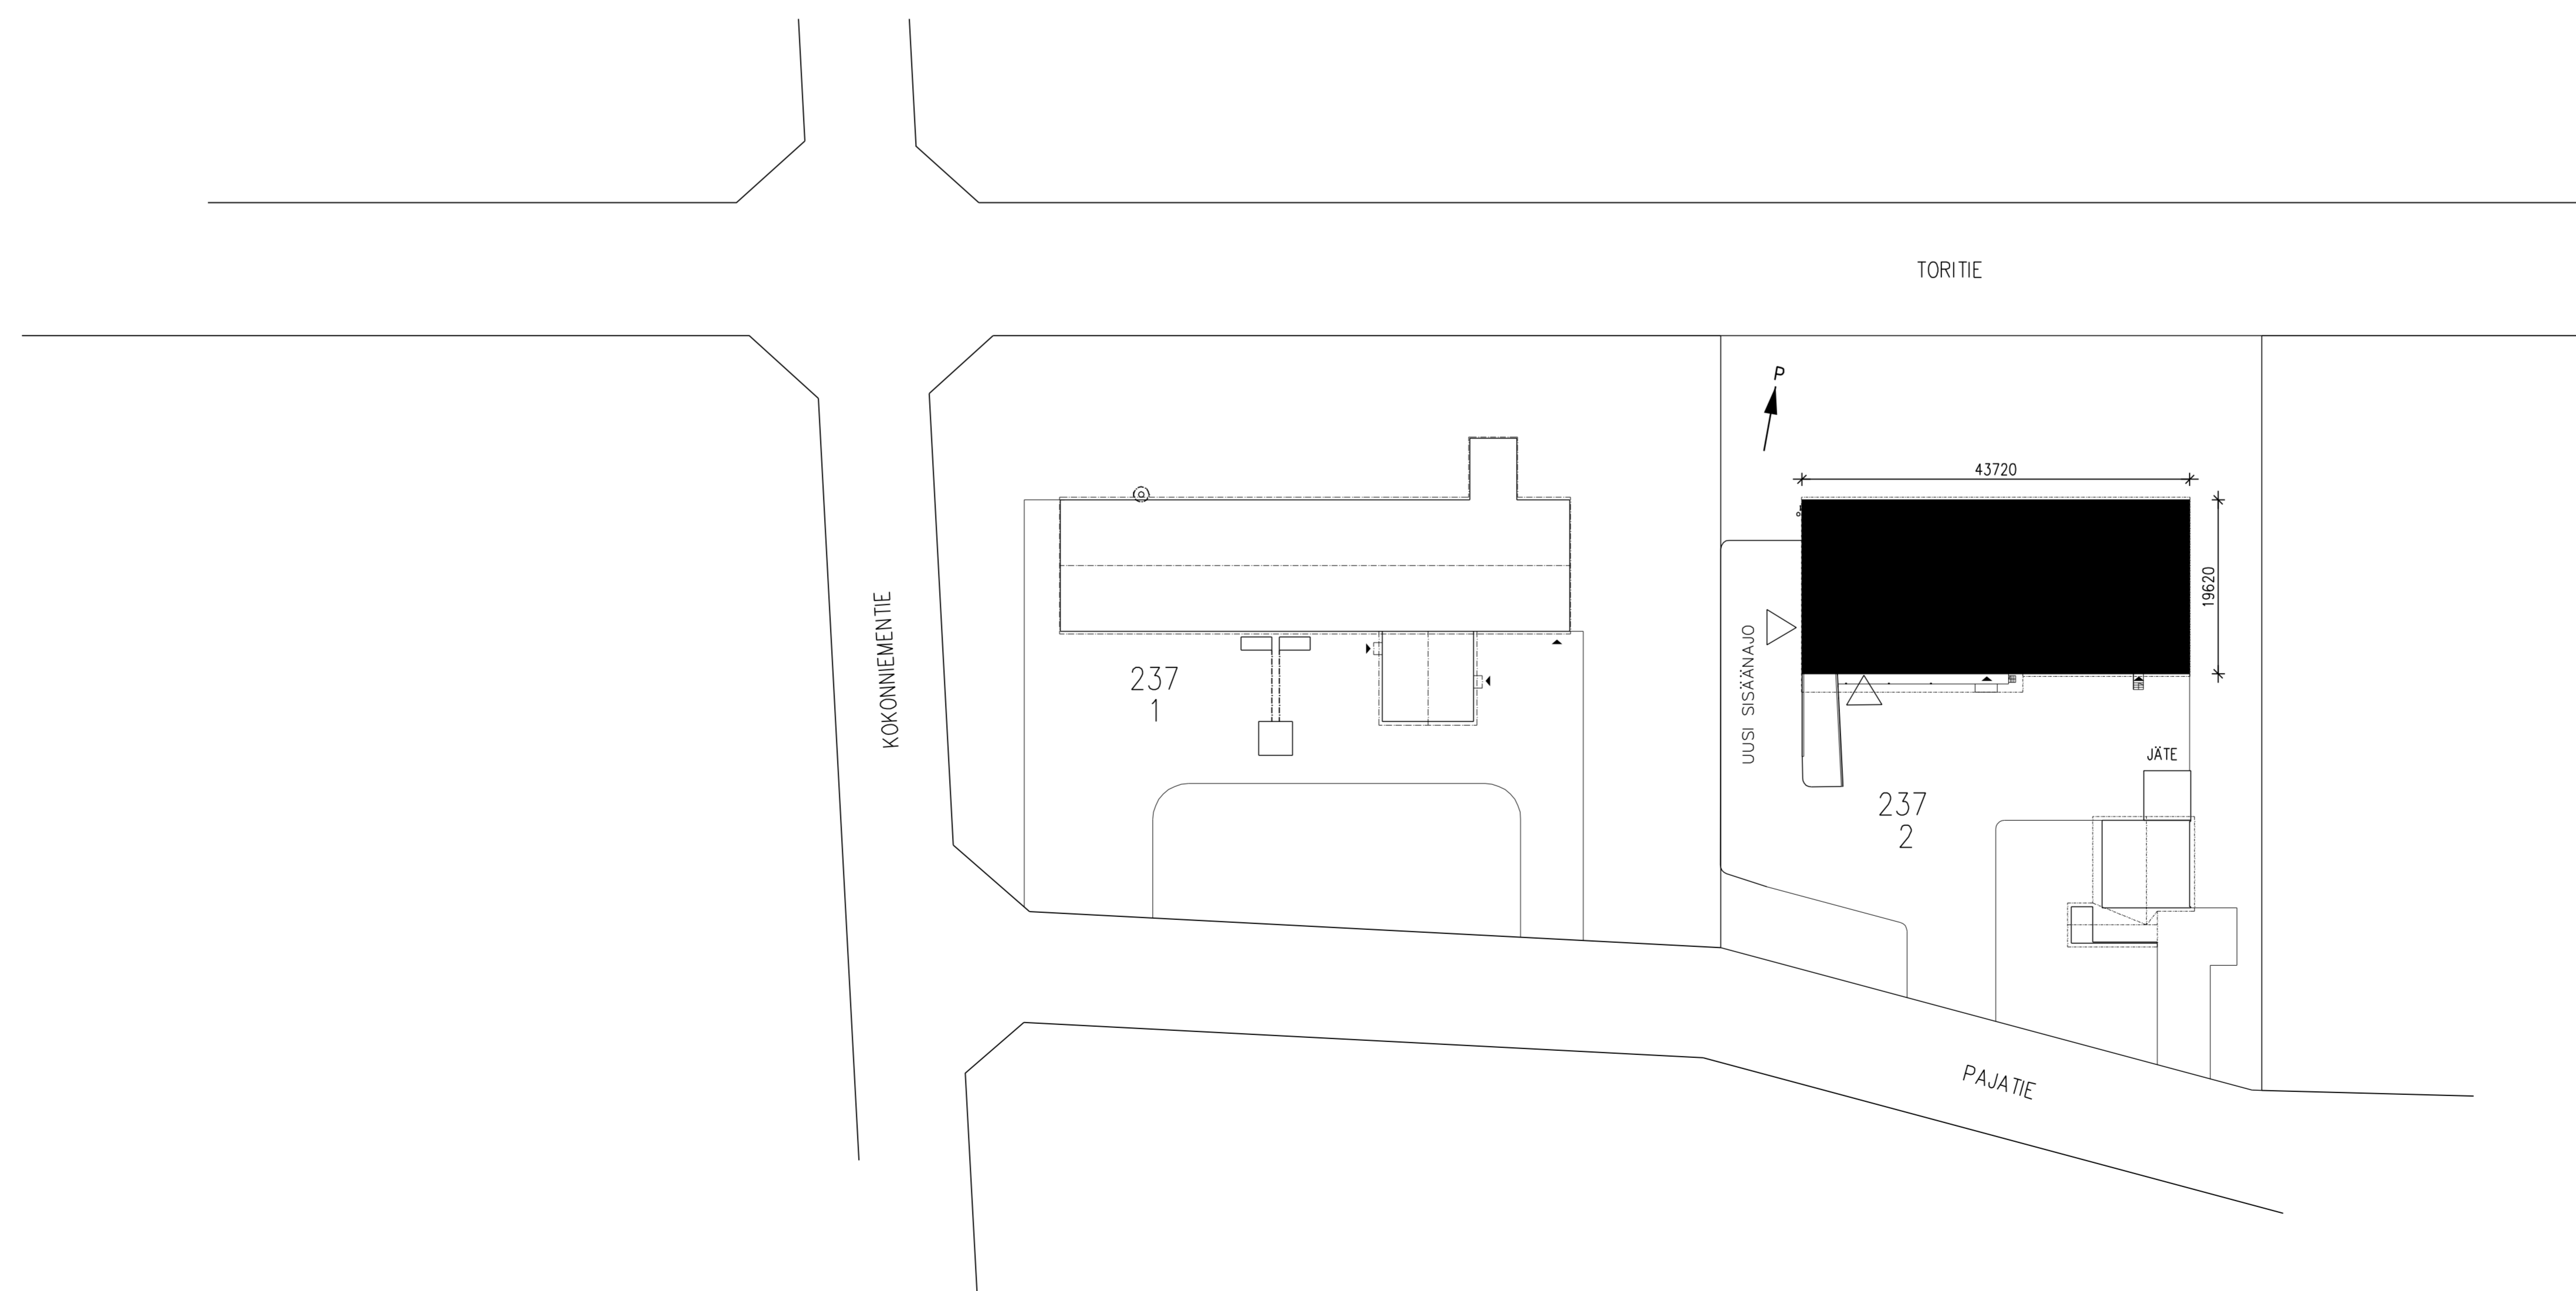 TORITIE
P
43720
19620
KOKONNIEMENTIE
UUSI SISÄÄNAJO
237
1
JÄTE
237
2
PAJATIE